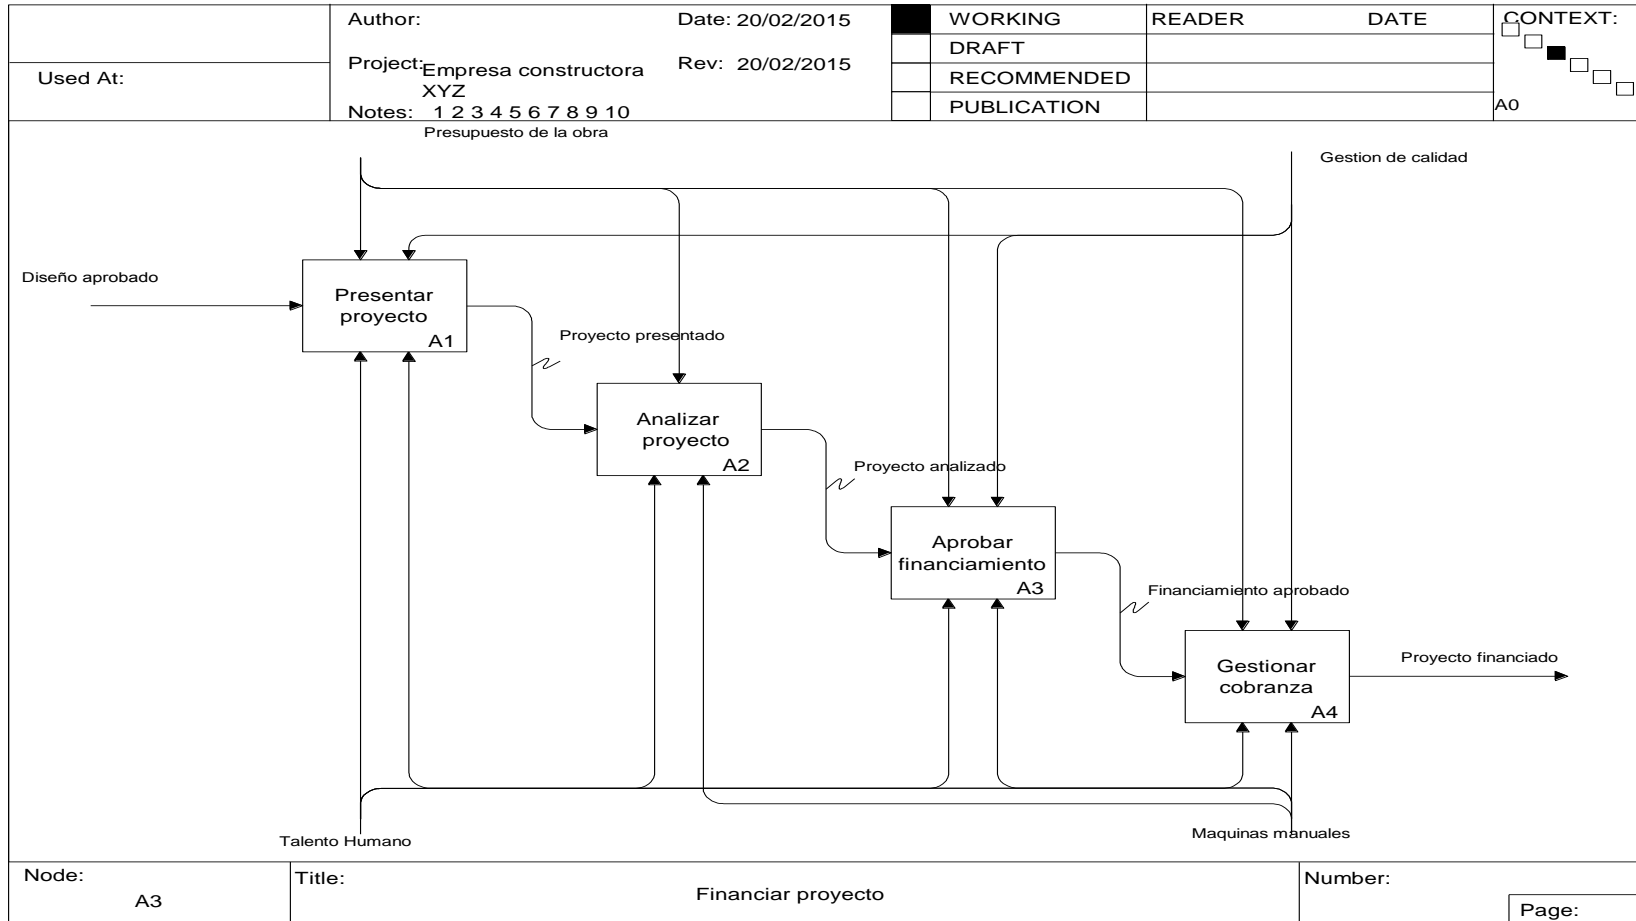 Used At:
Author:
Date: 20/02/2015
Project: Empresa constructora
XYZ
Rev: 20/02/2015
Notes: 1 2 3 4 5 6 7 8 9 10
WORKING
DRAFT
RECOMMENDED
PUBLICATION
READER DATE
CONTEXT:
A0
Presupuesto de la obra
Gestion de calidad
Diseño aprobado
Presentar
proyecto
A1
Proyecto presentado
Analizar
proyecto
A2
Proyecto analizado
Aprobar
financiamiento
A3
Financiamiento aprobado
Gestionar
cobranza
A4
Proyecto financiado
Talento Humano
Maquinas manuales
Node:
A3
Title:
Financiar proyecto
Number:
Page: